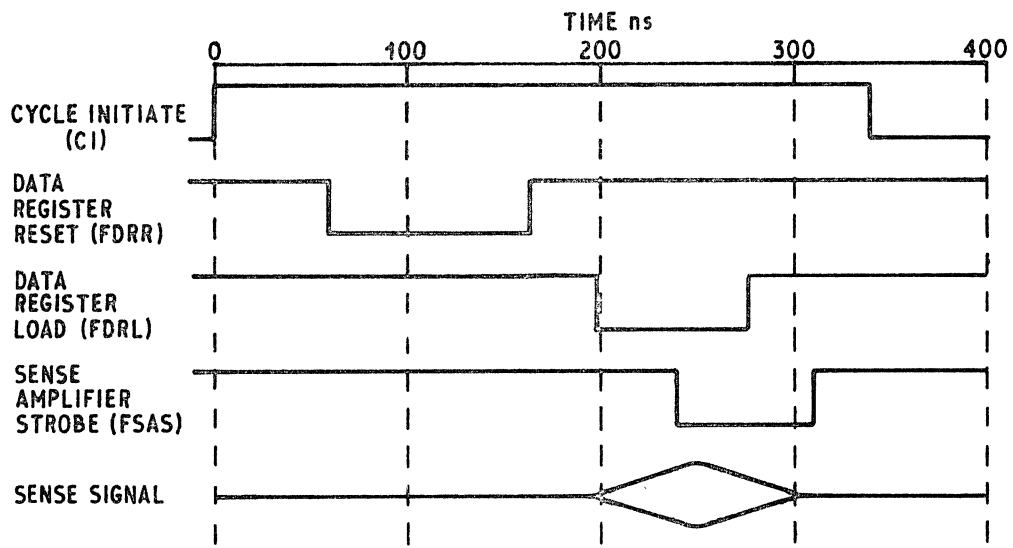 TIME ns
0 100 200 300 400
CYCLE INITIATE
(CI)
DATA
REGISTER
RESET (FDRR)
DATA
REGISTER
LOAD (FDRL)
SENSE
AMPLIFIER
STROBE (FSAS)
SENSE SIGNAL